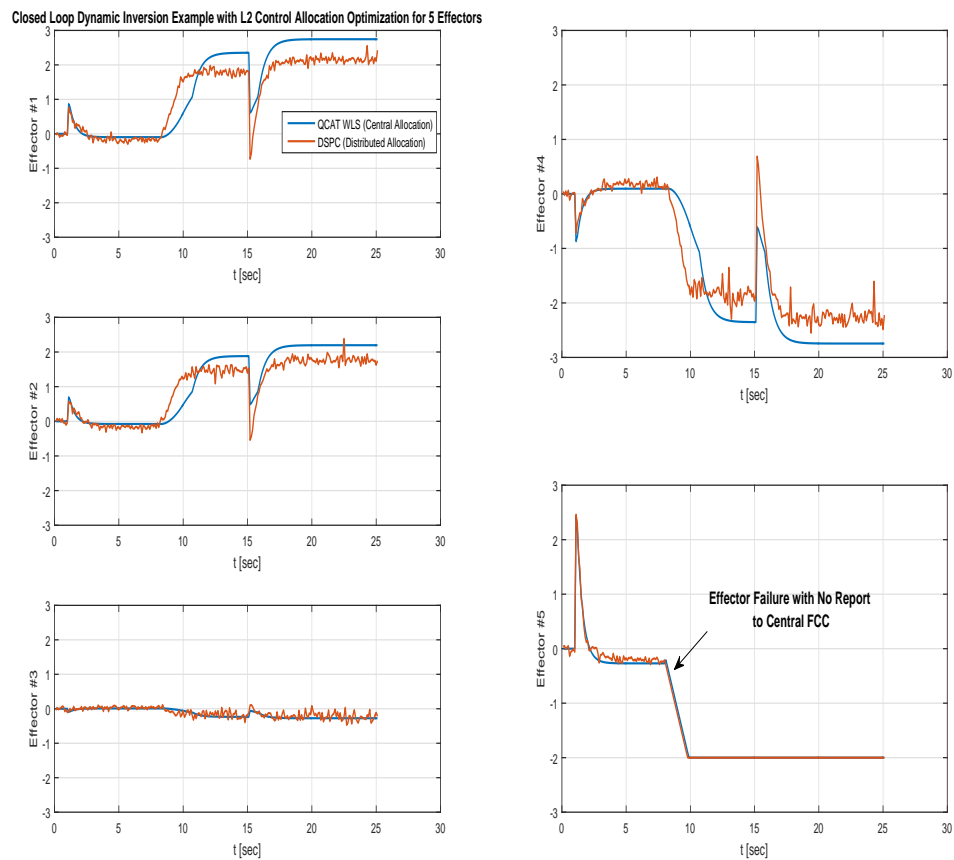 Closed Loop Dynamic Inversion Example with L2 Control Allocation Optimization for 5 Effectors
3
2
1
0
-1
-2
-3
Effector #1
QCAT WLS (Central Allocation)
DSPC (Distributed Allocation)
0 5 10 15 20 25 30
t [sec]
3
2
1
0
-1
-2
-3
Effector #2
0 5 10 15 20 25 30
t [sec]
3
2
1
0
-1
-2
-3
Effector #3
0 5 10 15 20 25 30
t [sec]
3
2
1
0
-1
-2
-3
Effector #4
0 5 10 15 20 25 30
t [sec]
3
2
1
0
-1
-2
-3
Effector #5
Effector Failure with No Report
to Central FCC
0 5 10 15 20 25 30
t [sec]